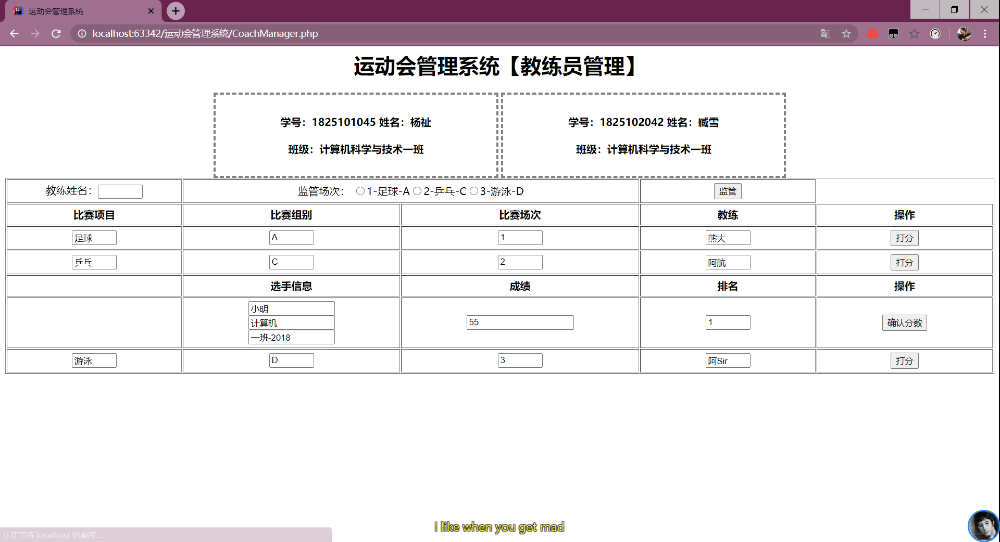 运动会管理系统
localhost:63342/运动会管理系统/CoachManager.php
运动会管理系统【教练员管理】
学号：1825101045 姓名：杨祉
班级：计算机科学与技术一班
学号：1825102042 姓名：臧雪
班级：计算机科学与技术一班
教练姓名： 监管场次： 1-足球-A 2-乒乓-C 3-游泳-D 监管
比赛项目 比赛组别 比赛场次 教练 操作
足球 A 1 熊大 打分
乒乓 C 2 阿航 打分
选手信息 成绩 排名 操作
小明
计算机 55 1 确认分数
一班-2018
游泳 D 3 阿Sir 打分
I like when you get mad
正在等待 localhost 的响应...